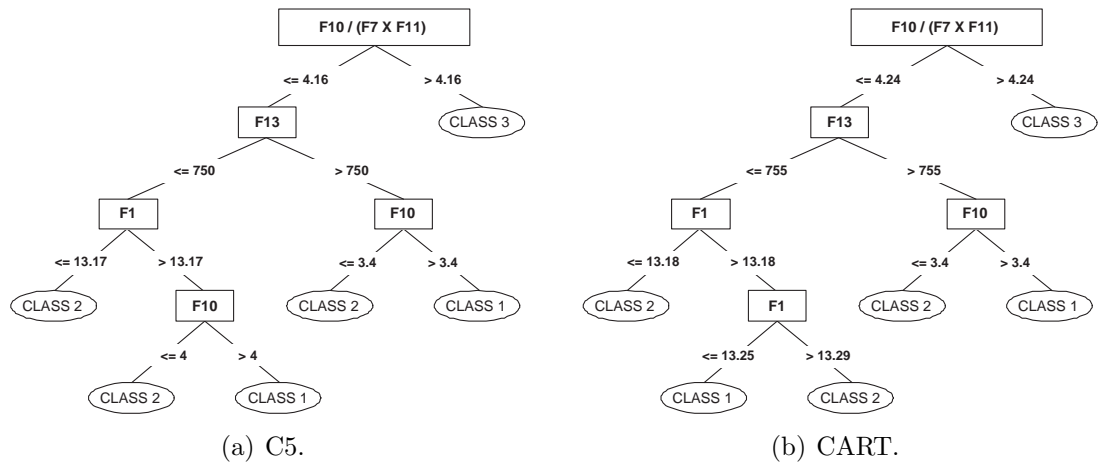 F10 / (F7 X F11)
<= 4.16
> 4.16
F13
CLASS 3
<= 750
> 750
F1
F10
<= 13.17
> 13.17
<= 3.4
> 3.4
CLASS 2
F10
CLASS 2
CLASS 1
<= 4
> 4
CLASS 2
CLASS 1
(a) C5.
F10 / (F7 X F11)
<= 4.24
> 4.24
F13
CLASS 3
<= 755
> 755
F1
F10
<= 13.18
> 13.18
<= 3.4
> 3.4
CLASS 2
F1
CLASS 2
CLASS 1
<= 13.25
> 13.29
CLASS 1
CLASS 2
(b) CART.